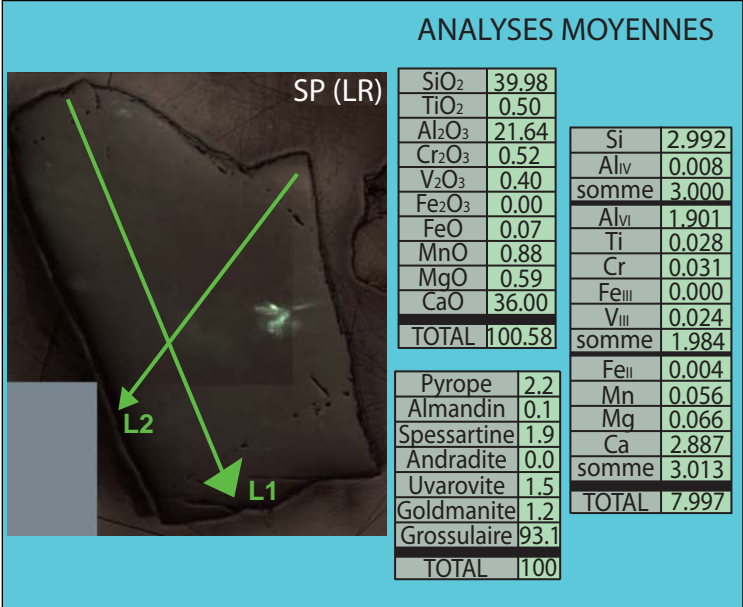 ANALYSES MOYENNES
SP (LR)
L2
L1
SiO2 39.98
TiO2 0.50
Al2O3 21.64
Cr2O3 0.52
V2O3 0.40
Fe2O3 0.00
FeO 0.07
MnO 0.88
MgO 0.59
CaO 36.00
TOTAL 100.58
Pyrope 2.2
Almandin 0.1
Spessartine 1.9
Andradite 0.0
Uvarovite 1.5
Goldmanite 1.2
Grossulaire 93.1
TOTAL 100
Si 2.992
AlIV 0.008
somme 3.000
AlVI 1.901
Ti 0.028
Cr 0.031
FeIII 0.000
VIII 0.024
somme 1.984
FeII 0.004
Mn 0.056
Mg 0.066
Ca 2.887
somme 3.013
TOTAL 7.997